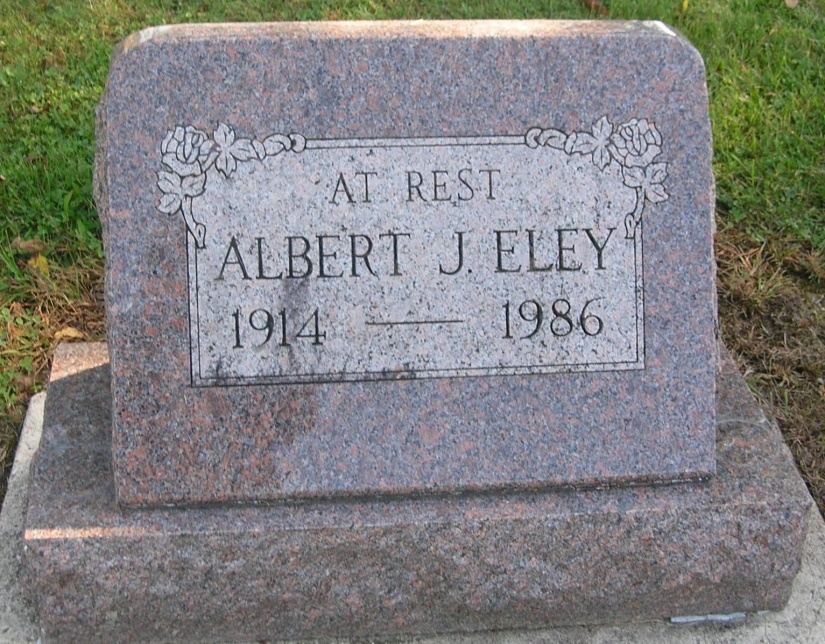 AT REST
ALBERT J. ELEY
1914 — 1986